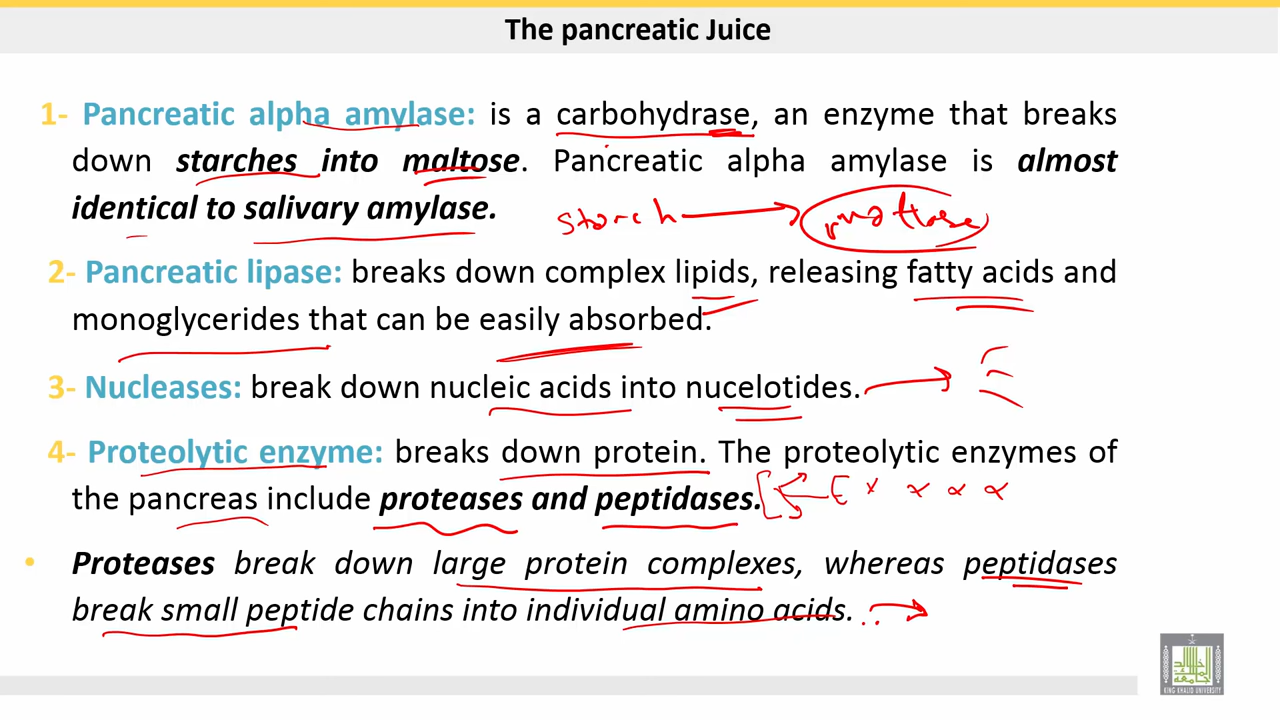 The pancreatic Juice
1- Pancreatic alpha amylase: is a carbohydrase, an enzyme that breaks
down starches into maltose. Pancreatic alpha amylase is almost
identical to salivary amylase.
starch
2- Pancreatic lipase: breaks down complex lipids, releasing fatty acids and
monoglycerides that can be easily absorbed.
3- Nucleases: break down nucleic acids into nucelotides.
4- Proteolytic enzyme: breaks down protein. The proteolytic enzymes of
the pancreas include proteases and peptidases.
• Proteases break down large protein complexes, whereas peptidases
break small peptide chains into individual amino acids.
KING KHALID UNIVERSITY